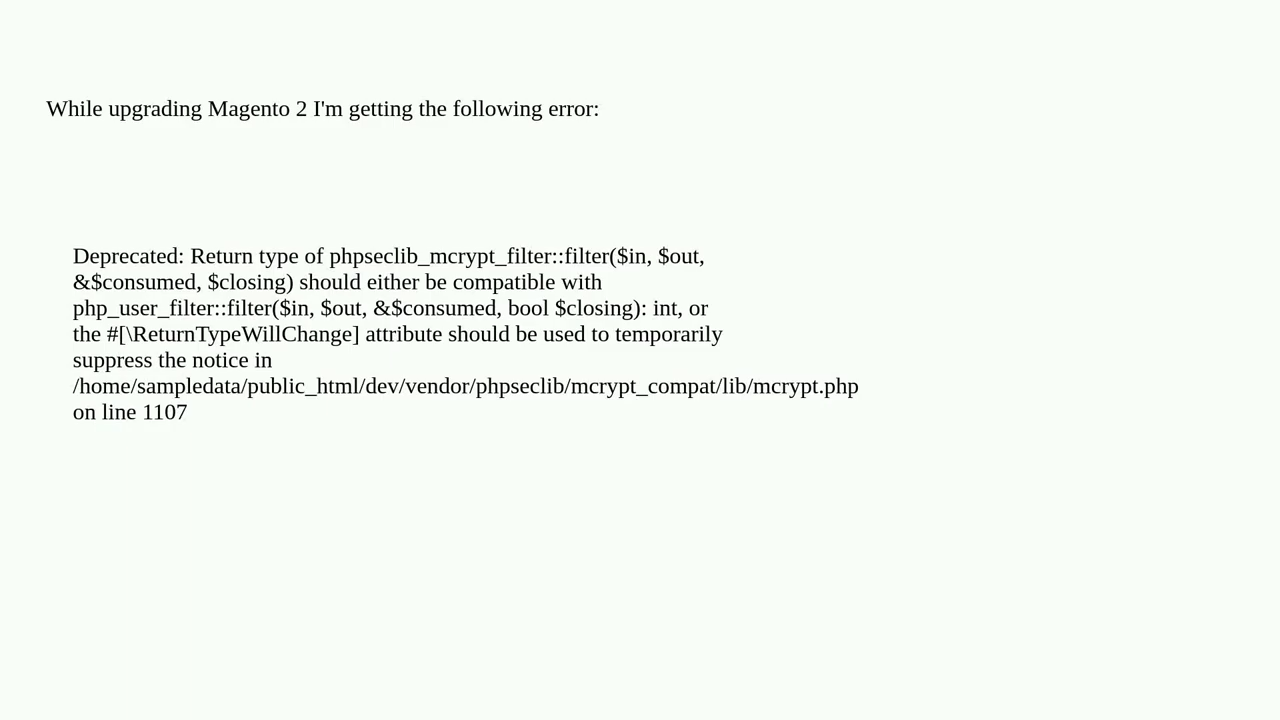 While upgrading Magento 2 I'm getting the following error:
Deprecated: Return type of phpseclib_mcrypt_filter::filter($in, $out,
&$consumed, $closing) should either be compatible with
php_user_filter::filter($in, $out, &$consumed, bool $closing): int, or
the #[\ReturnTypeWillChange] attribute should be used to temporarily
suppress the notice in
/home/sampledata/public_html/dev/vendor/phpseclib/mcrypt_compat/lib/mcrypt.php
on line 1107